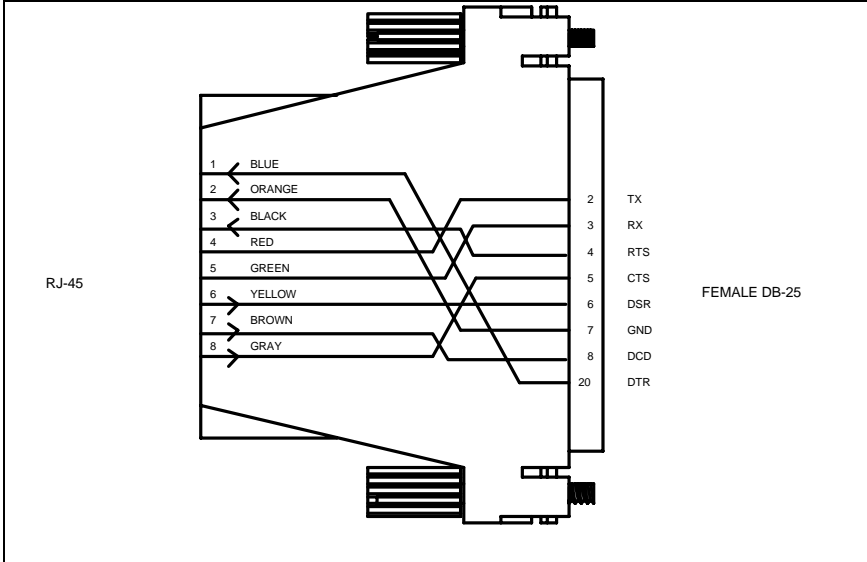 RJ-45
1 BLUE
2 ORANGE
3 BLACK
4 RED
5 GREEN
6 YELLOW
7 BROWN
8 GRAY
2 TX
3 RX
4 RTS
5 CTS
6 DSR
7 GND
8 DCD
20 DTR
FEMALE DB-25